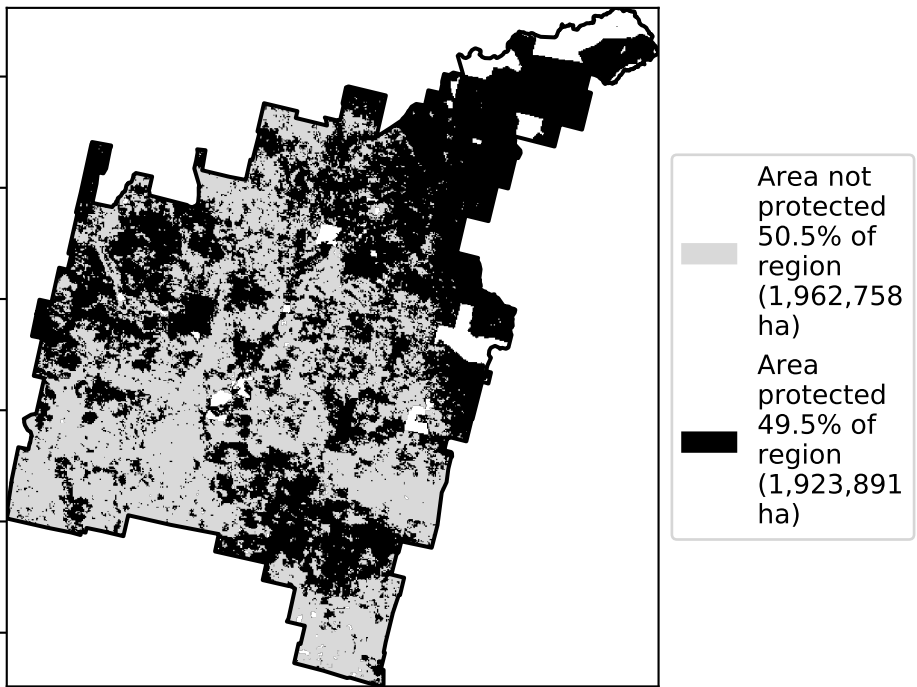 Area not
protected
50.5% of
region
(1,962,758
ha)
Area
protected
49.5% of
region
(1,923,891
ha)